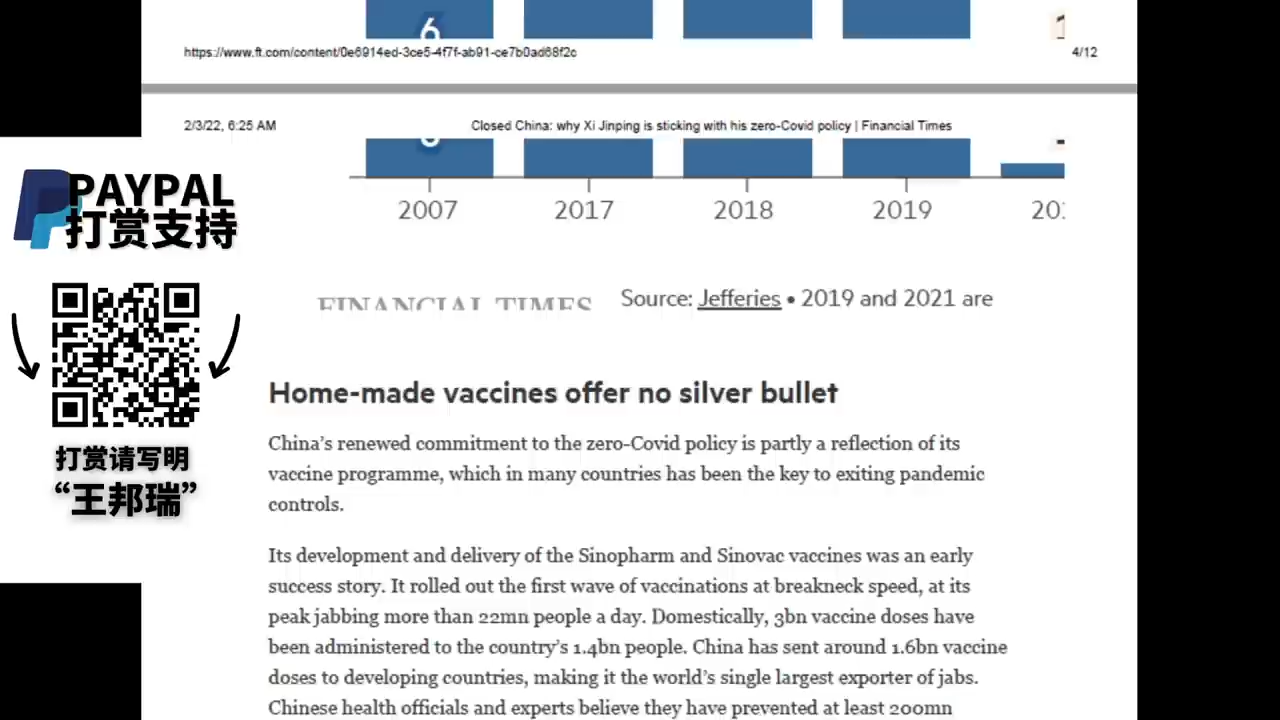 6
https://www.ft.com/content/0e6914ed-3ce5-4f7f-ab91-ce7b0ad68f2c
4/12
2/3/22, 6:25 AM
Closed China: why Xi Jinping is sticking with his zero-Covid policy | Financial Times
PAYPAL
打赏支持
2007
2017
2018
2019
FINANCIAL TIMES
Source: Jefferies • 2019 and 2021 are
打赏请写明
“王邦瑞”
Home-made vaccines offer no silver bullet
China’s renewed commitment to the zero-Covid policy is partly a reflection of its
vaccine programme, which in many countries has been the key to exiting pandemic
controls.
Its development and delivery of the Sinopharm and Sinovac vaccines was an early
success story. It rolled out the first wave of vaccinations at breakneck speed, at its
peak jabbing more than 22mn people a day. Domestically, 3bn vaccine doses have
been administered to the country’s 1.4bn people. China has sent around 1.6bn vaccine
doses to developing countries, making it the world’s single largest exporter of jabs.
Chinese health officials and experts believe they have prevented at least 200mn